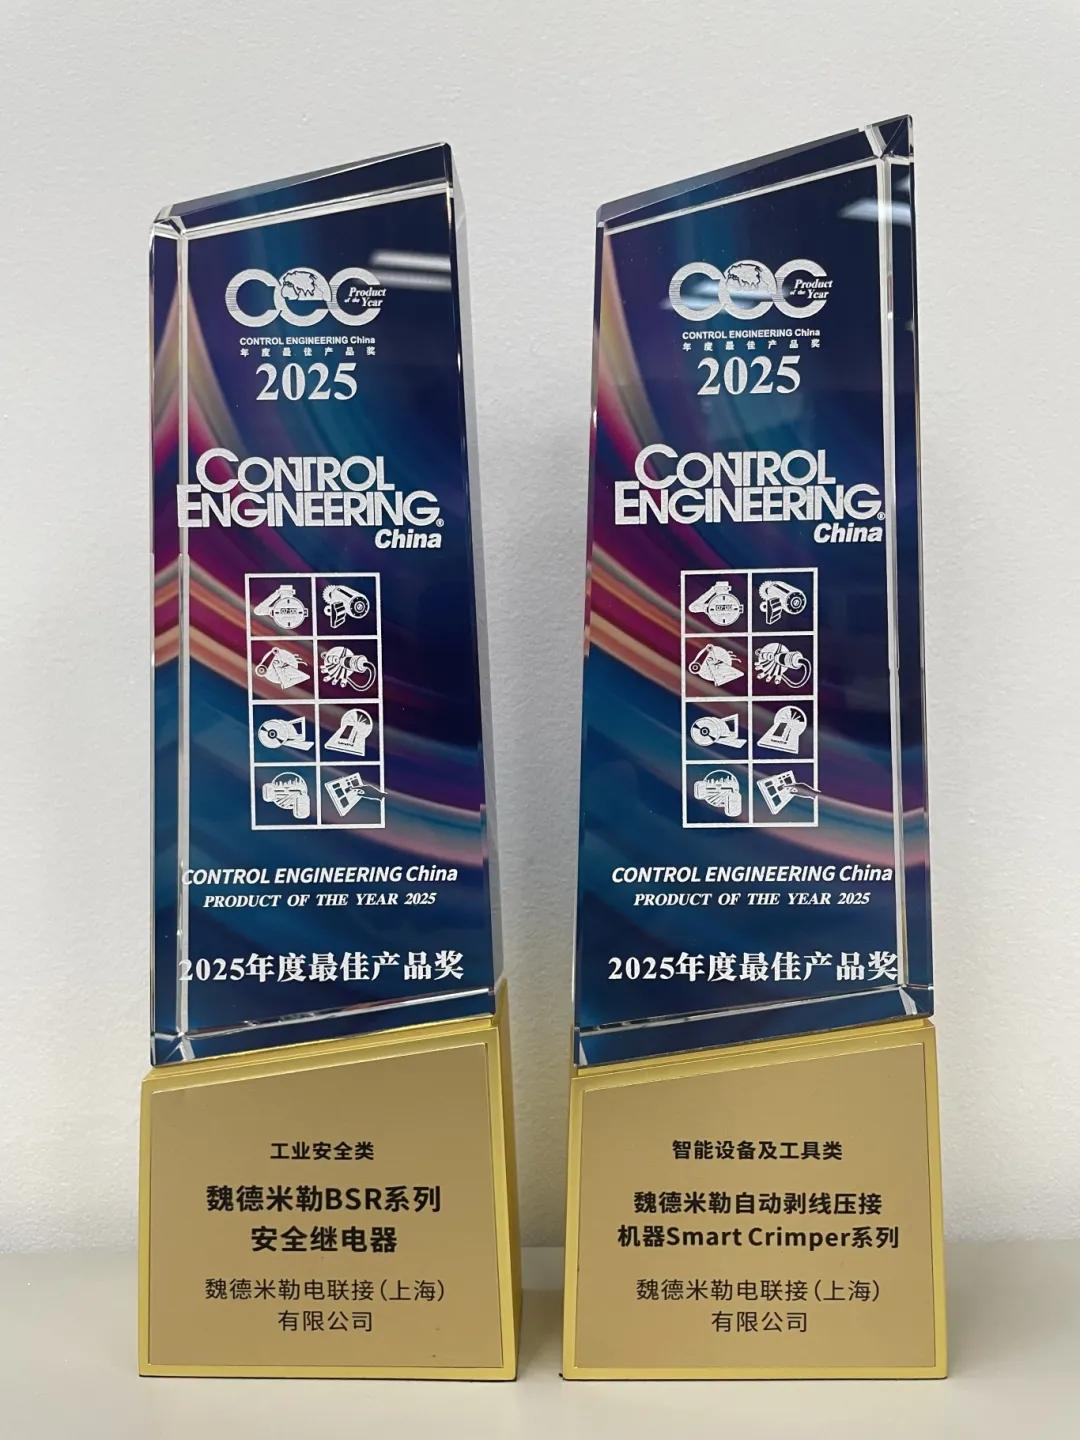 CEC Product
of the Year
CONTROL ENGINEERING China
年度最佳产品奖
2025
CONTROL
ENGINEERING®
China
CONTROL ENGINEERING China
PRODUCT OF THE YEAR 2025
2025年度最佳产品奖
工业安全类
魏德米勒BSR系列
安全继电器
魏德米勒电联接(上海)
有限公司
CEC Product
of the Year
CONTROL ENGINEERING China
年度最佳产品奖
2025
CONTROL
ENGINEERING®
China
CONTROL ENGINEERING China
PRODUCT OF THE YEAR 2025
2025年度最佳产品奖
智能设备及工具类
魏德米勒自动剥线压接
机器Smart Crimper系列
魏德米勒电联接(上海)
有限公司